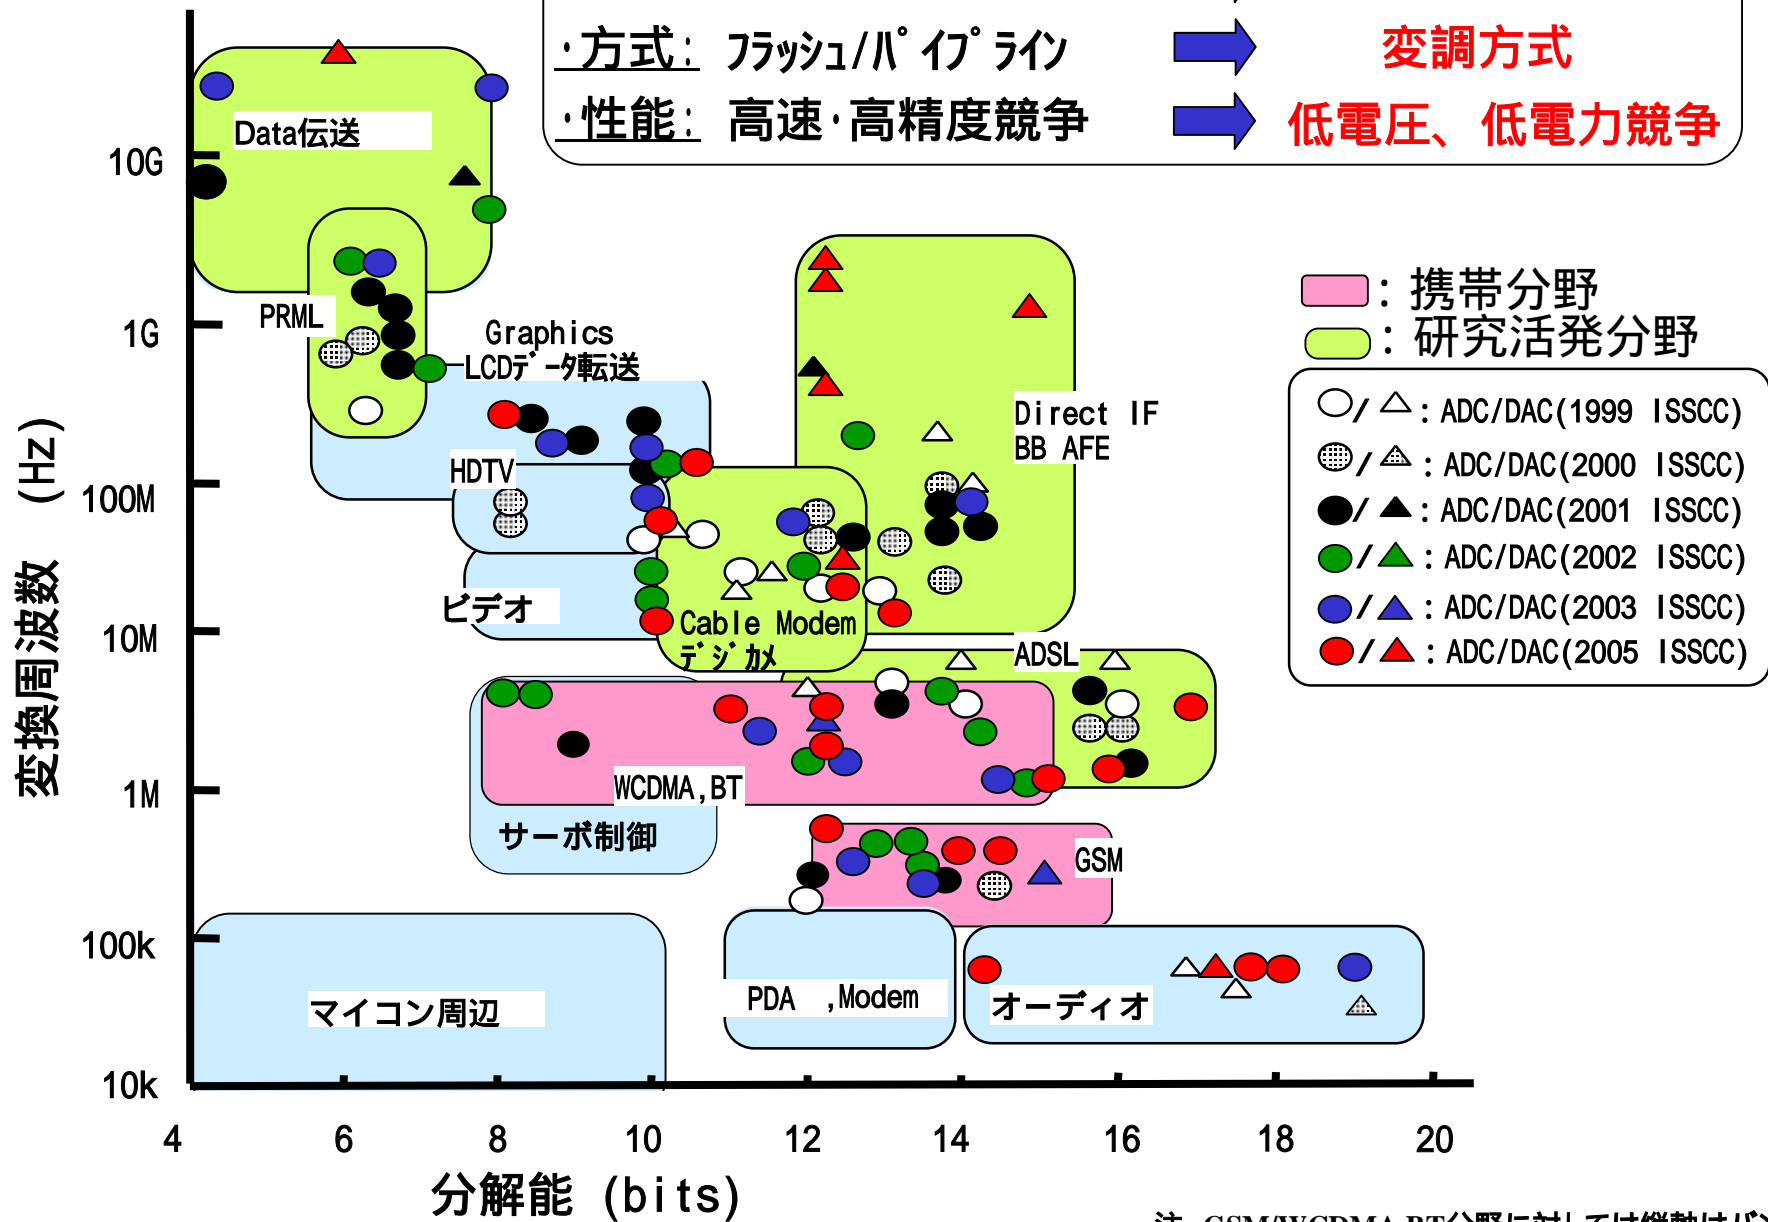 ・方式: フラッシュ/パイプライン 変調方式
・性能: 高速・高精度競争 低電圧、低電力競争
Data伝送
10G
PRML
1G
Graphics
LCDデータ転送
: 携帯分野
: 研究活発分野
Direct IF
BB AFE
/ : ADC/DAC(1999 ISSCC)
/ : ADC/DAC(2000 ISSCC)
/ : ADC/DAC(2001 ISSCC)
/ : ADC/DAC(2002 ISSCC)
/ : ADC/DAC(2003 ISSCC)
/ : ADC/DAC(2005 ISSCC)
HDTV
100M
変換周波数 (Hz)
ビデオ
10M
Cable Modem
デジカメ
ADSL
1M
WCDMA,BT
サーボ制御
GSM
100k
マイコン周辺
PDA ,Modem
オーディオ
10k
4 6 8 10 12 14 16 18 20
分解能 (bits)